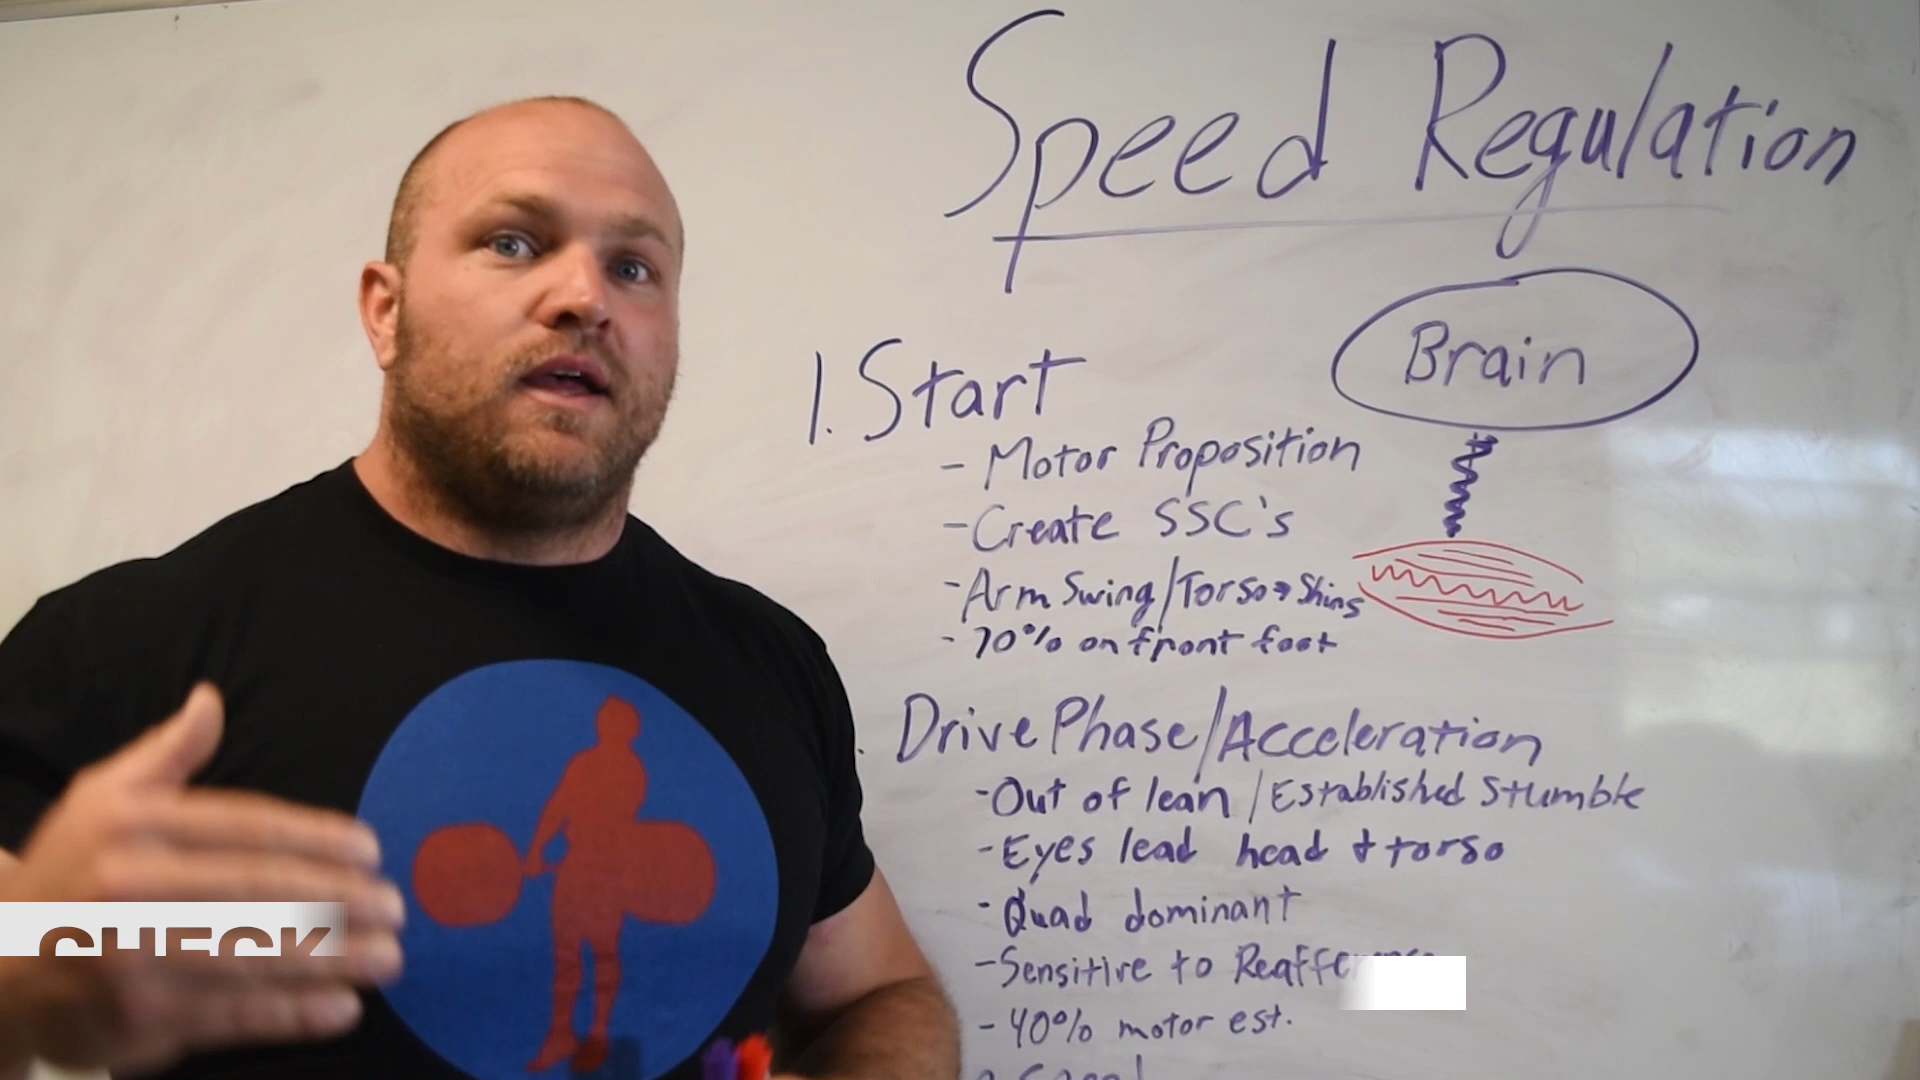 Speed Regulation
Brain
1. Start
- Motor Proposition
- Create SSC's
- Arm Swing/Torso→Shins
- 70% on front foot
. Drive Phase/Acceleration
- Out of lean / Established Stumble
- Eyes lead head & torso
- Quad dominant
- Sensitive to
- 40% motor est.
CHECK